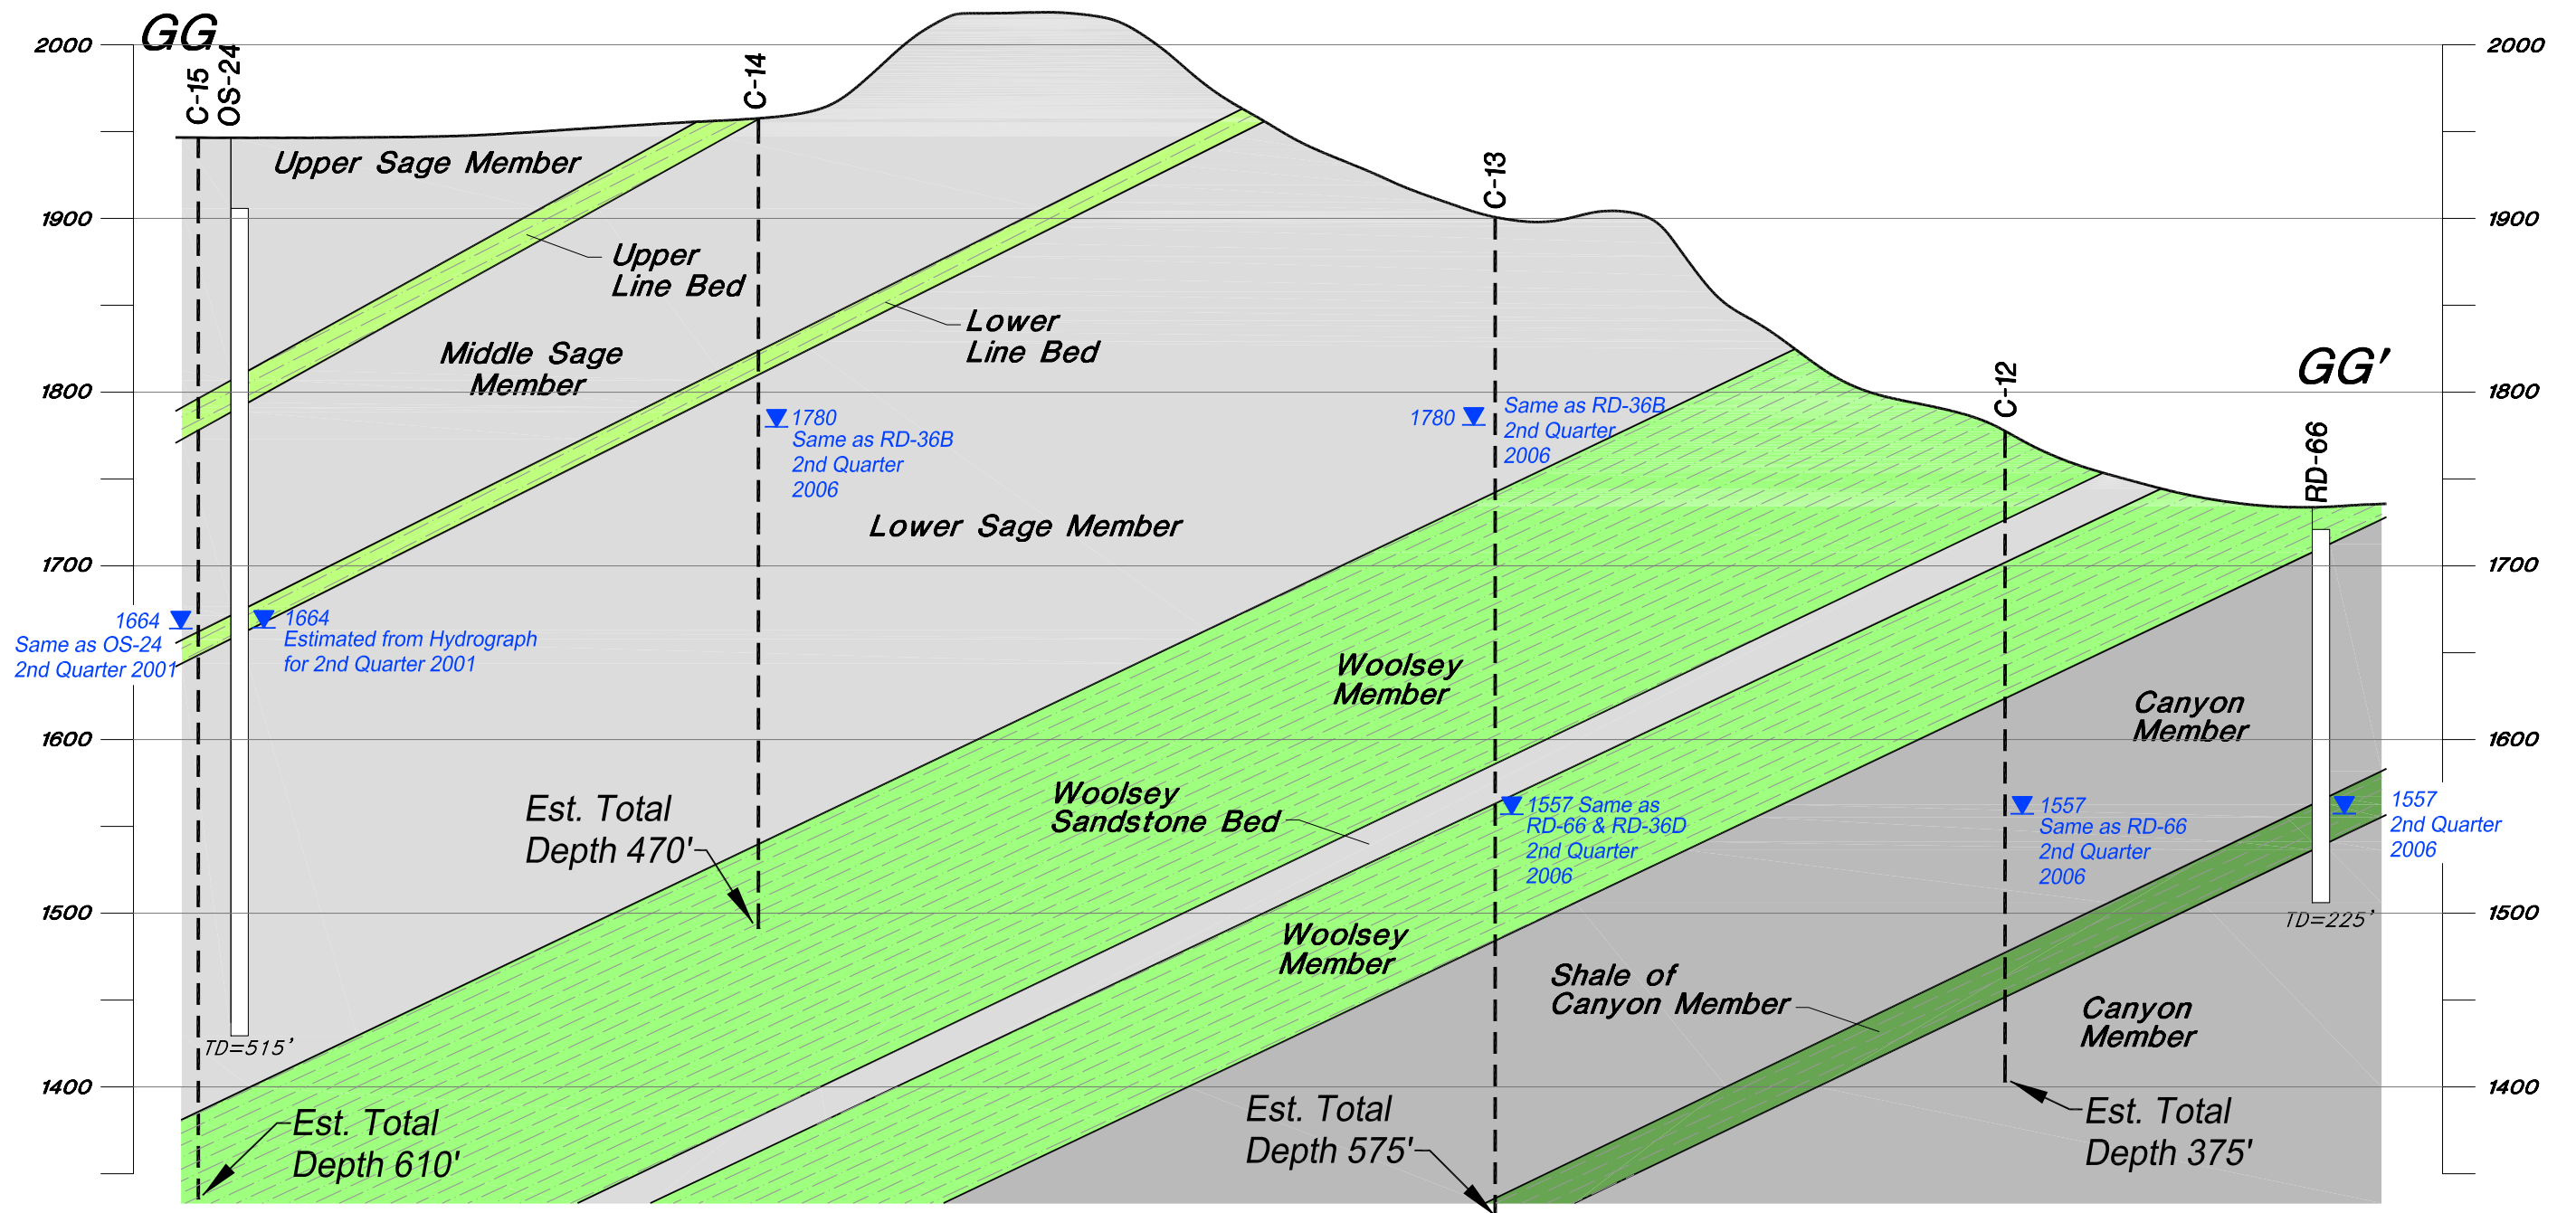 GG
2000
C-15
OS-24
C-14
2000
Upper Sage Member
C-13
1900
1900
Upper
Line Bed
Lower
Line Bed
Middle Sage
Member
GG'
1800
1800
C-12
1780
Same as RD-36B
2nd Quarter
2006
1780
Same as RD-36B
2nd Quarter
2006
RD-66
Lower Sage Member
1700
1700
1664
Same as OS-24
2nd Quarter 2001
1664
Estimated from Hydrograph
for 2nd Quarter 2001
Woolsey
Member
Canyon
Member
1600
1600
Est. Total
Depth 470'
Woolsey
Sandstone Bed
1557 Same as
RD-66 & RD-36D
2nd Quarter
2006
1557
Same as RD-66
2nd Quarter
2006
1557
2nd Quarter
2006
1500
1500
TD=225'
Woolsey
Member
Shale of
Canyon Member
Canyon
Member
TD=515'
1400
1400
Est. Total
Depth 610'
Est. Total
Depth 575'
Est. Total
Depth 375'